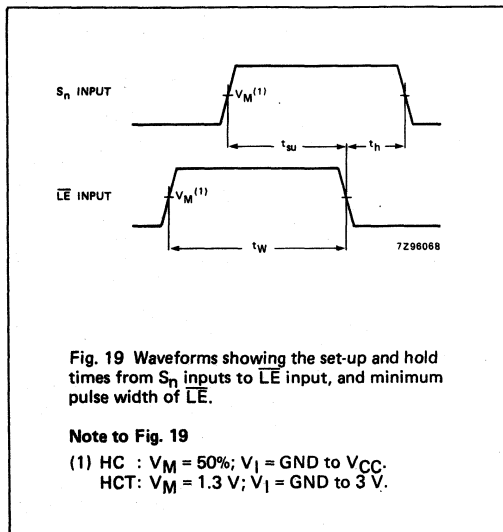 Sn INPUT
VM(1)
tsu
th
LE INPUT
VM(1)
tW
7Z96068
Fig. 19 Waveforms showing the set-up and hold
times from Sn inputs to LE input, and minimum
pulse width of LE.
Note to Fig. 19
(1) HC : VM = 50%; VI = GND to VCC.
HCT: VM = 1.3 V; VI = GND to 3 V.